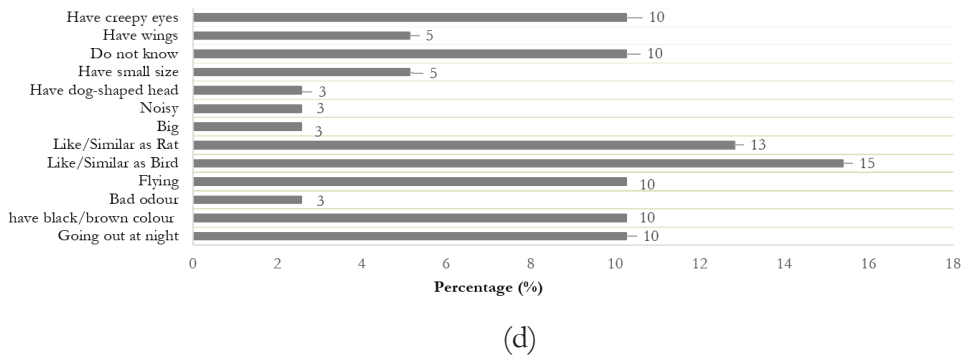 Have creepy eyes 10
Have wings 5
Do not know 10
Have small size 5
Have dog-shaped head 3
Noisy 3
Big 3
Like/Similar as Rat 13
Like/Similar as Bird 15
Flying 10
Bad odour 3
have black/brown colour 10
Going out at night 10
0 2 4 6 8 10 12 14 16 18
Percentage (%)
(d)